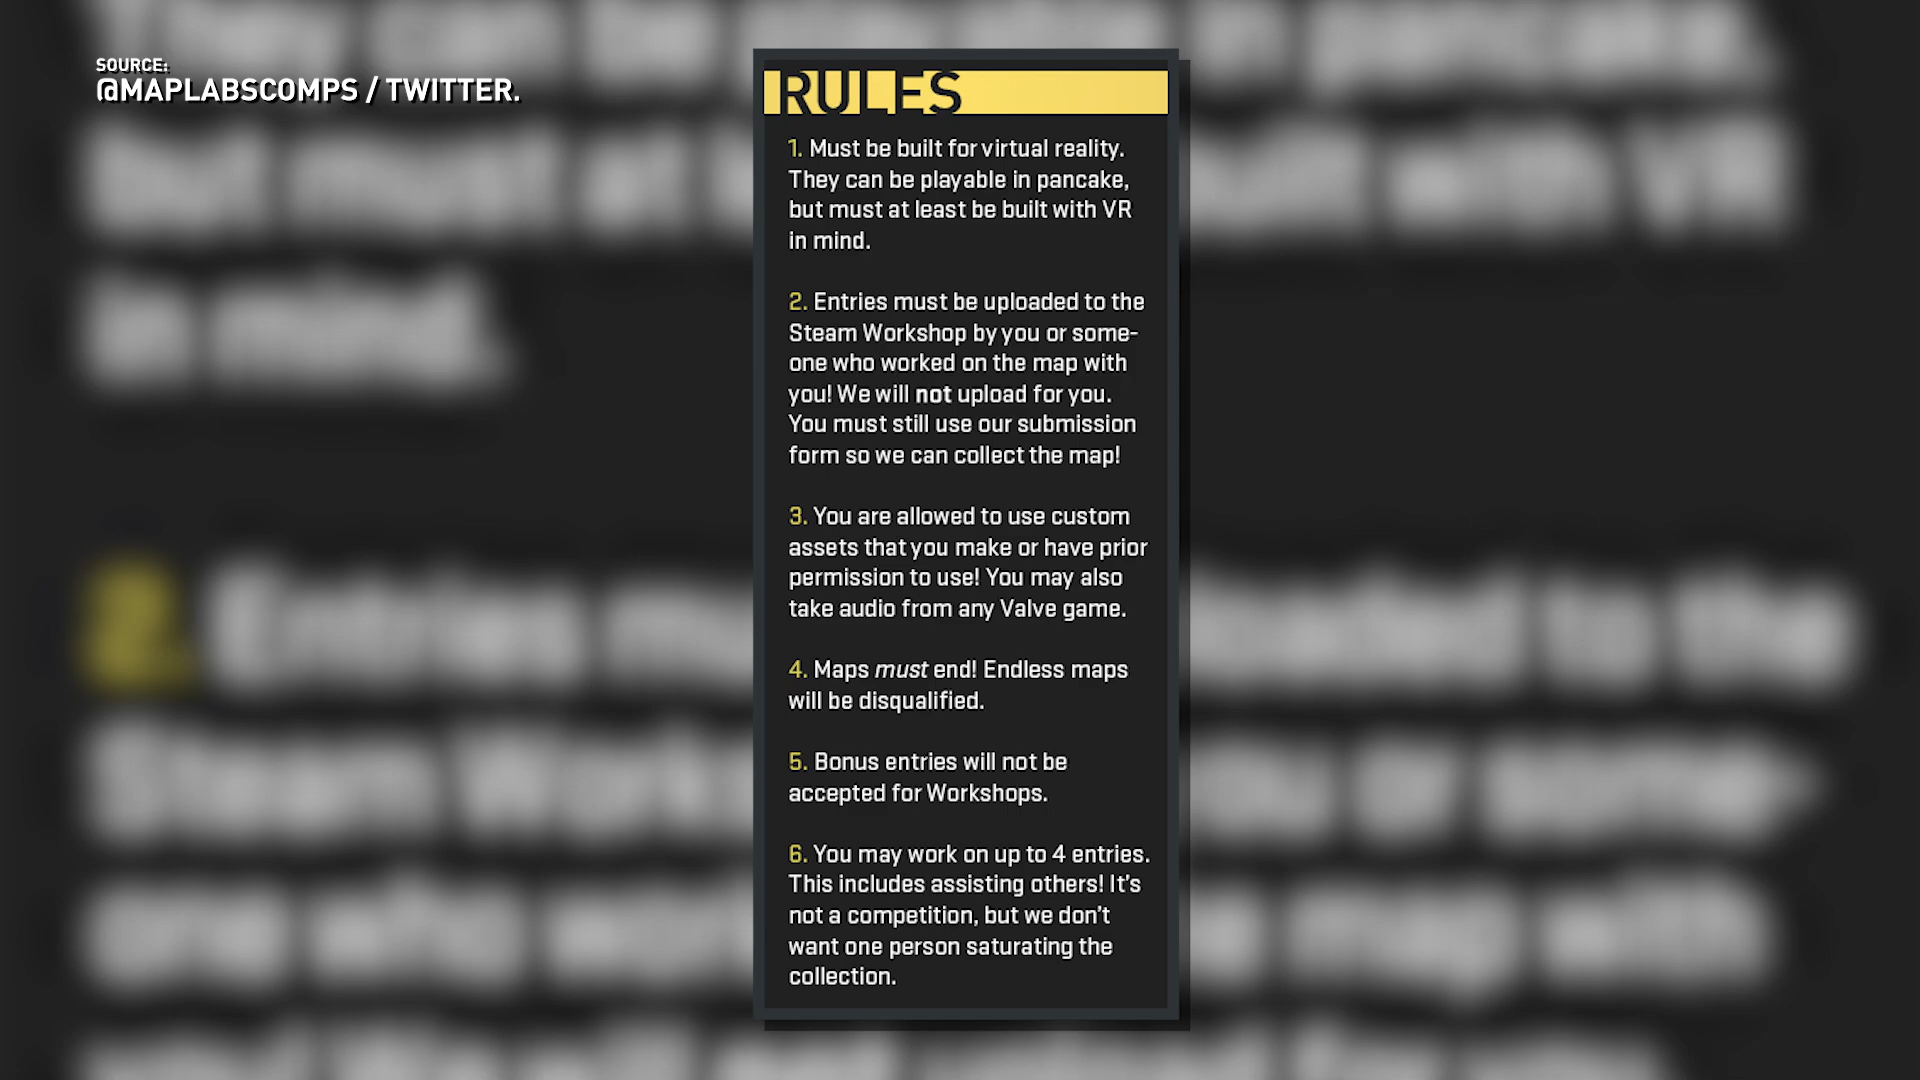 SOURCE:
@MAPLABSCOMPS / TWITTER.
RULES
1. Must be built for virtual reality.
They can be playable in pancake,
but must at least be built with VR
in mind.
2. Entries must be uploaded to the
Steam Workshop by you or some-
one who worked on the map with
you! We will not upload for you.
You must still use our submission
form so we can collect the map!
3. You are allowed to use custom
assets that you make or have prior
permission to use! You may also
take audio from any Valve game.
4. Maps must end! Endless maps
will be disqualified.
5. Bonus entries will not be
accepted for Workshops.
6. You may work on up to 4 entries.
This includes assisting others! It's
not a competition, but we don't
want one person saturating the
collection.